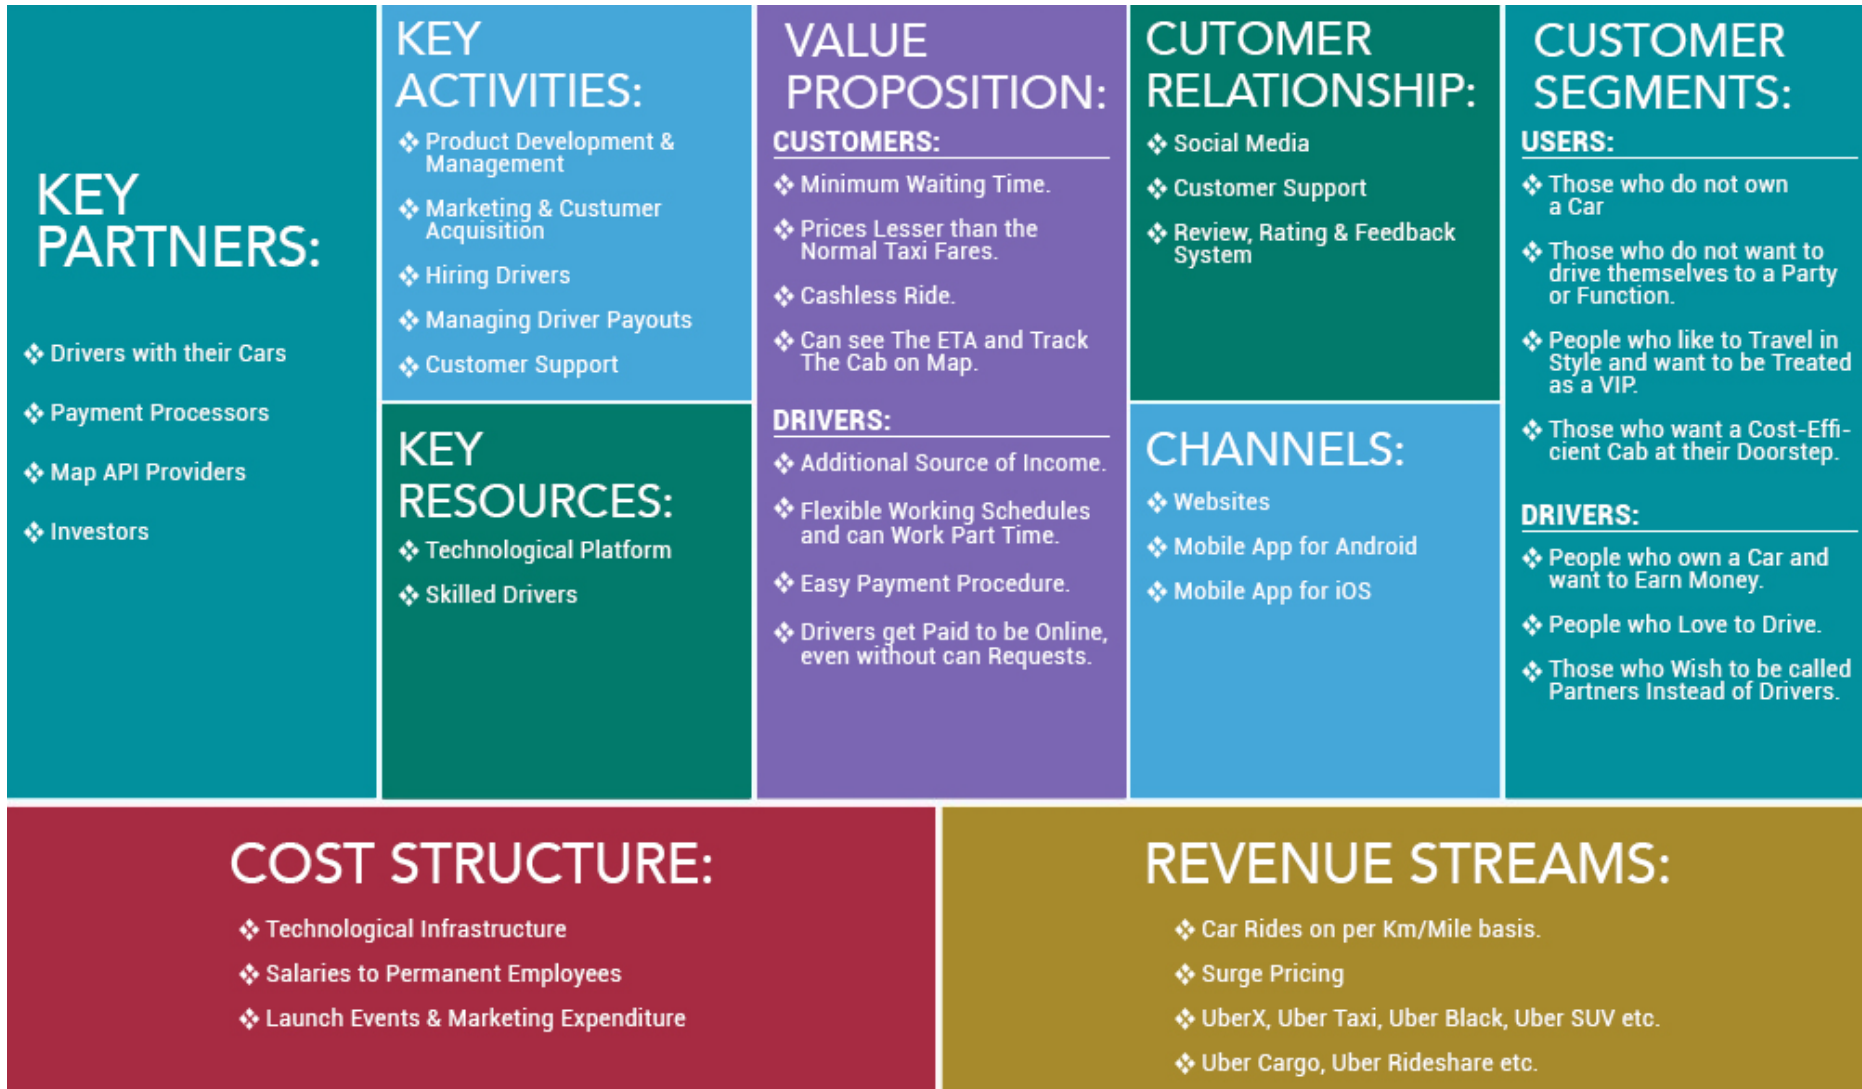 KEY
PARTNERS:
❖ Drivers with their Cars
❖ Payment Processors
❖ Map API Providers
❖ Investors
KEY
ACTIVITIES:
❖ Product Development &
Management
❖ Marketing & Custumer
Acquisition
❖ Hiring Drivers
❖ Managing Driver Payouts
❖ Customer Support
KEY
RESOURCES:
❖ Technological Platform
❖ Skilled Drivers
VALUE
PROPOSITION:
CUSTOMERS:
❖ Minimum Waiting Time.
❖ Prices Lesser than the
Normal Taxi Fares.
❖ Cashless Ride.
❖ Can see The ETA and Track
The Cab on Map.
DRIVERS:
❖ Additional Source of Income.
❖ Flexible Working Schedules
and can Work Part Time.
❖ Easy Payment Procedure.
❖ Drivers get Paid to be Online,
even without can Requests.
CUTOMER
RELATIONSHIP:
❖ Social Media
❖ Customer Support
❖ Review, Rating & Feedback
System
CHANNELS:
❖ Websites
❖ Mobile App for Android
❖ Mobile App for iOS
CUSTOMER
SEGMENTS:
USERS:
❖ Those who do not own
a Car
❖ Those who do not want to
drive themselves to a Party
or Function.
❖ People who like to Travel in
Style and want to be Treated
as a VIP.
❖ Those who want a Cost-Effi-
cient Cab at their Doorstep.
DRIVERS:
❖ People who own a Car and
want to Earn Money.
❖ People who Love to Drive.
❖ Those who Wish to be called
Partners Instead of Drivers.
COST STRUCTURE:
❖ Technological Infrastructure
❖ Salaries to Permanent Employees
❖ Launch Events & Marketing Expenditure
REVENUE STREAMS:
❖ Car Rides on per Km/Mile basis.
❖ Surge Pricing
❖ UberX, Uber Taxi, Uber Black, Uber SUV etc.
❖ Uber Cargo, Uber Rideshare etc.